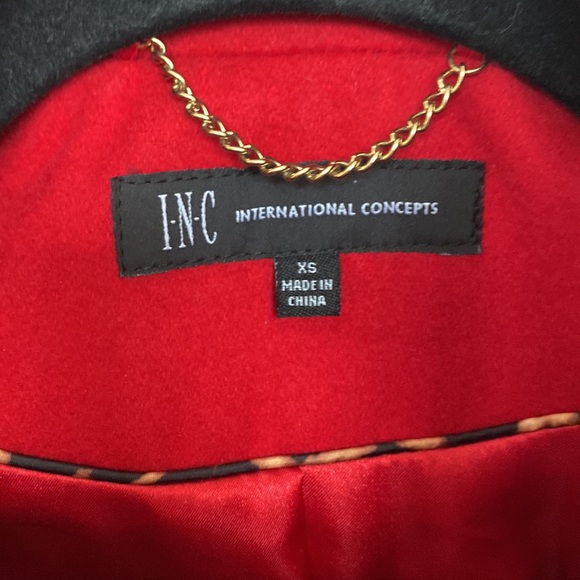 I·N·C INTERNATIONAL CONCEPTS
XS
MADE IN
CHINA